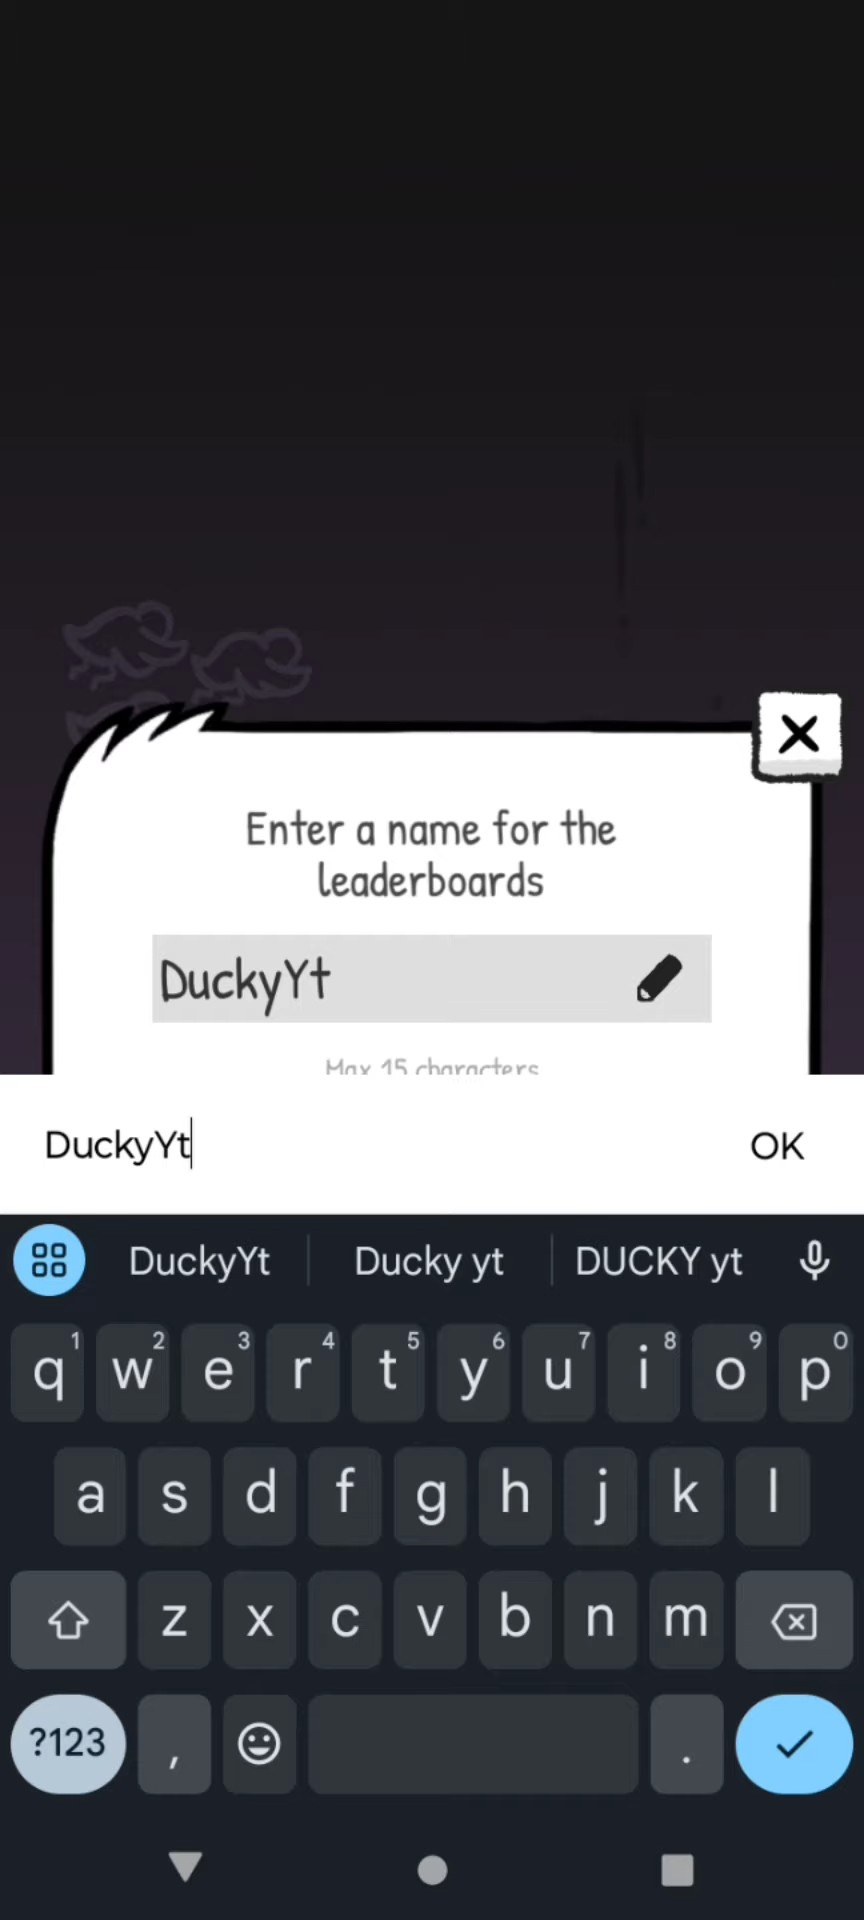 Enter a name for the
leaderboards
DuckyYt
Max 15 characters
DuckyYt OK
DuckyYt Ducky yt DUCKY yt
1 2 3 4 5 6 7 8 9 0
q w e r t y u i o p
a s d f g h j k l
z x c v b n m
?123 , .